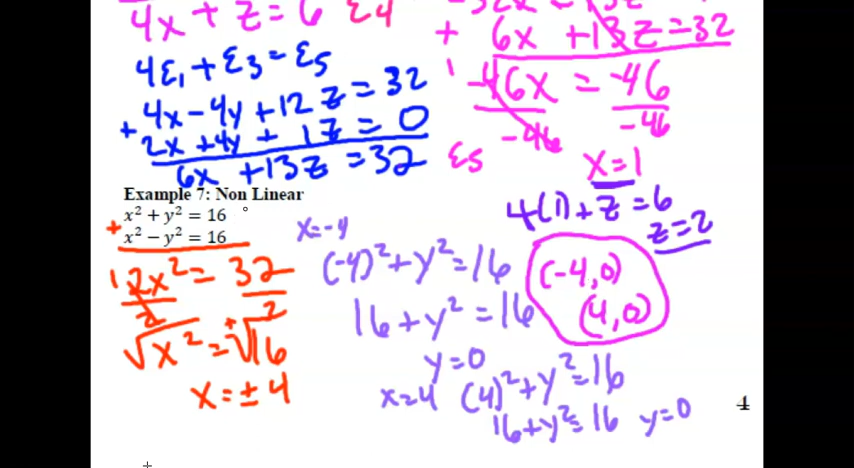 4x + z = 6 E4
4E₁ + E₃ = E₅
4x - 4y + 12z = 32
+ 2x + 4y + 1z = 0
6x + 13z = 32 E5
+ 6x + 13z = 32
-46x = -46
-46 -46
x = 1
4(1) + z = 6
z = 2
Example 7: Non Linear
x² + y² = 16
+ x² - y² = 16
2x² = 32
2 2
√x² = ±√16
x = ± 4
x = -4
(-4)² + y² = 16
16 + y² = 16
y = 0
x = 4 (4)² + y² = 16
16 + y² = 16 y = 0
(-4, 0)
(4, 0)
4